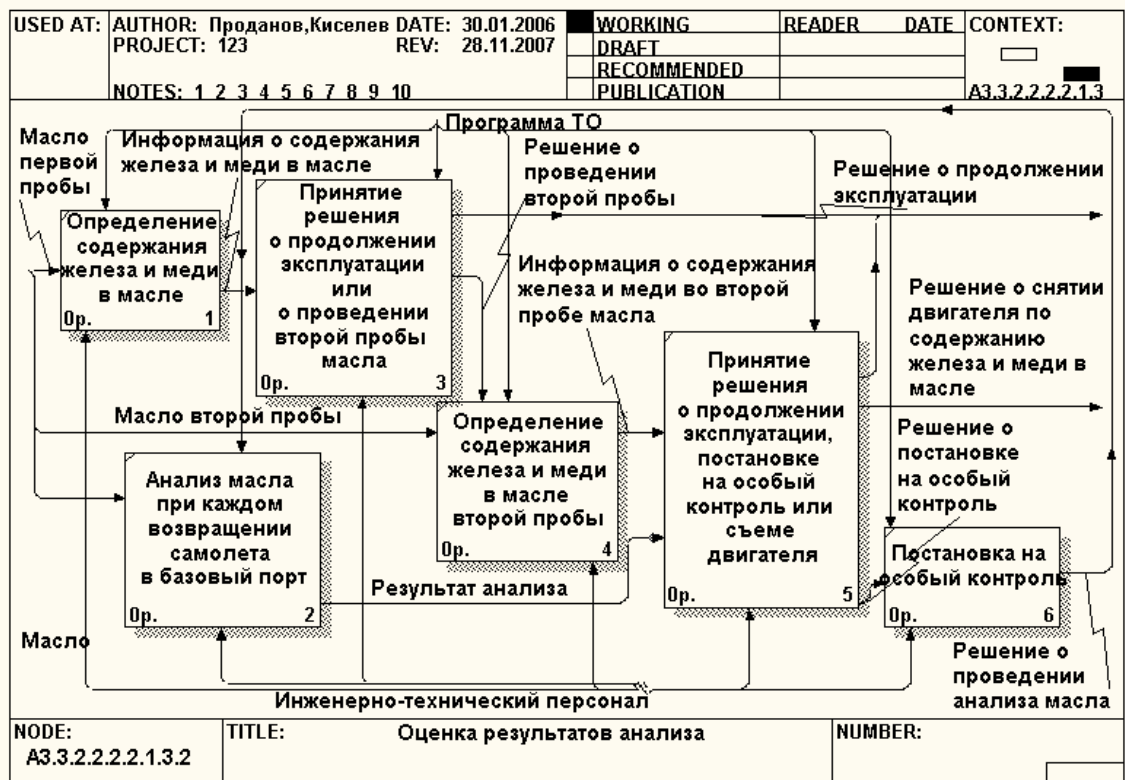 USED AT:
AUTHOR: Проданов,Киселев DATE: 30.01.2006
PROJECT: 123 REV: 28.11.2007
NOTES: 1 2 3 4 5 6 7 8 9 10
WORKING
DRAFT
RECOMMENDED
PUBLICATION
READER DATE
CONTEXT:
A3.3.2.2.2.2.1.3
Программа ТО
Масло
первой
пробы
Информация о содержания
железа и меди в масле
Решение о
проведении
второй пробы
Решение о продолжении
эксплуатации
Определение
содержания
железа и меди
в масле
0р. 1
Принятие
решения
о продолжении
эксплуатации
или
о проведении
второй пробы
масла
0р. 3
Информация о содержания
железа и меди во второй
пробе масла
Решение о снятии
двигателя по
содержанию
железа и меди в
масле
Принятие
решения
о продолжении
эксплуатации,
постановке
на особый
контроль или
съеме
двигателя
0р. 5
Масло второй пробы
Определение
содержания
железа и меди
в масле
второй пробы
0р. 4
Решение о
постановке
на особый
контроль
Анализ масла
при каждом
возвращении
самолета
в базовый порт
0р. 2
Результат анализа
Постановка на
особый контроль
0р. 6
Масло
Решение о
проведении
анализа масла
Инженерно-технический персонал
NODE:
A3.3.2.2.2.2.1.3.2
TITLE:
Оценка результатов анализа
NUMBER: